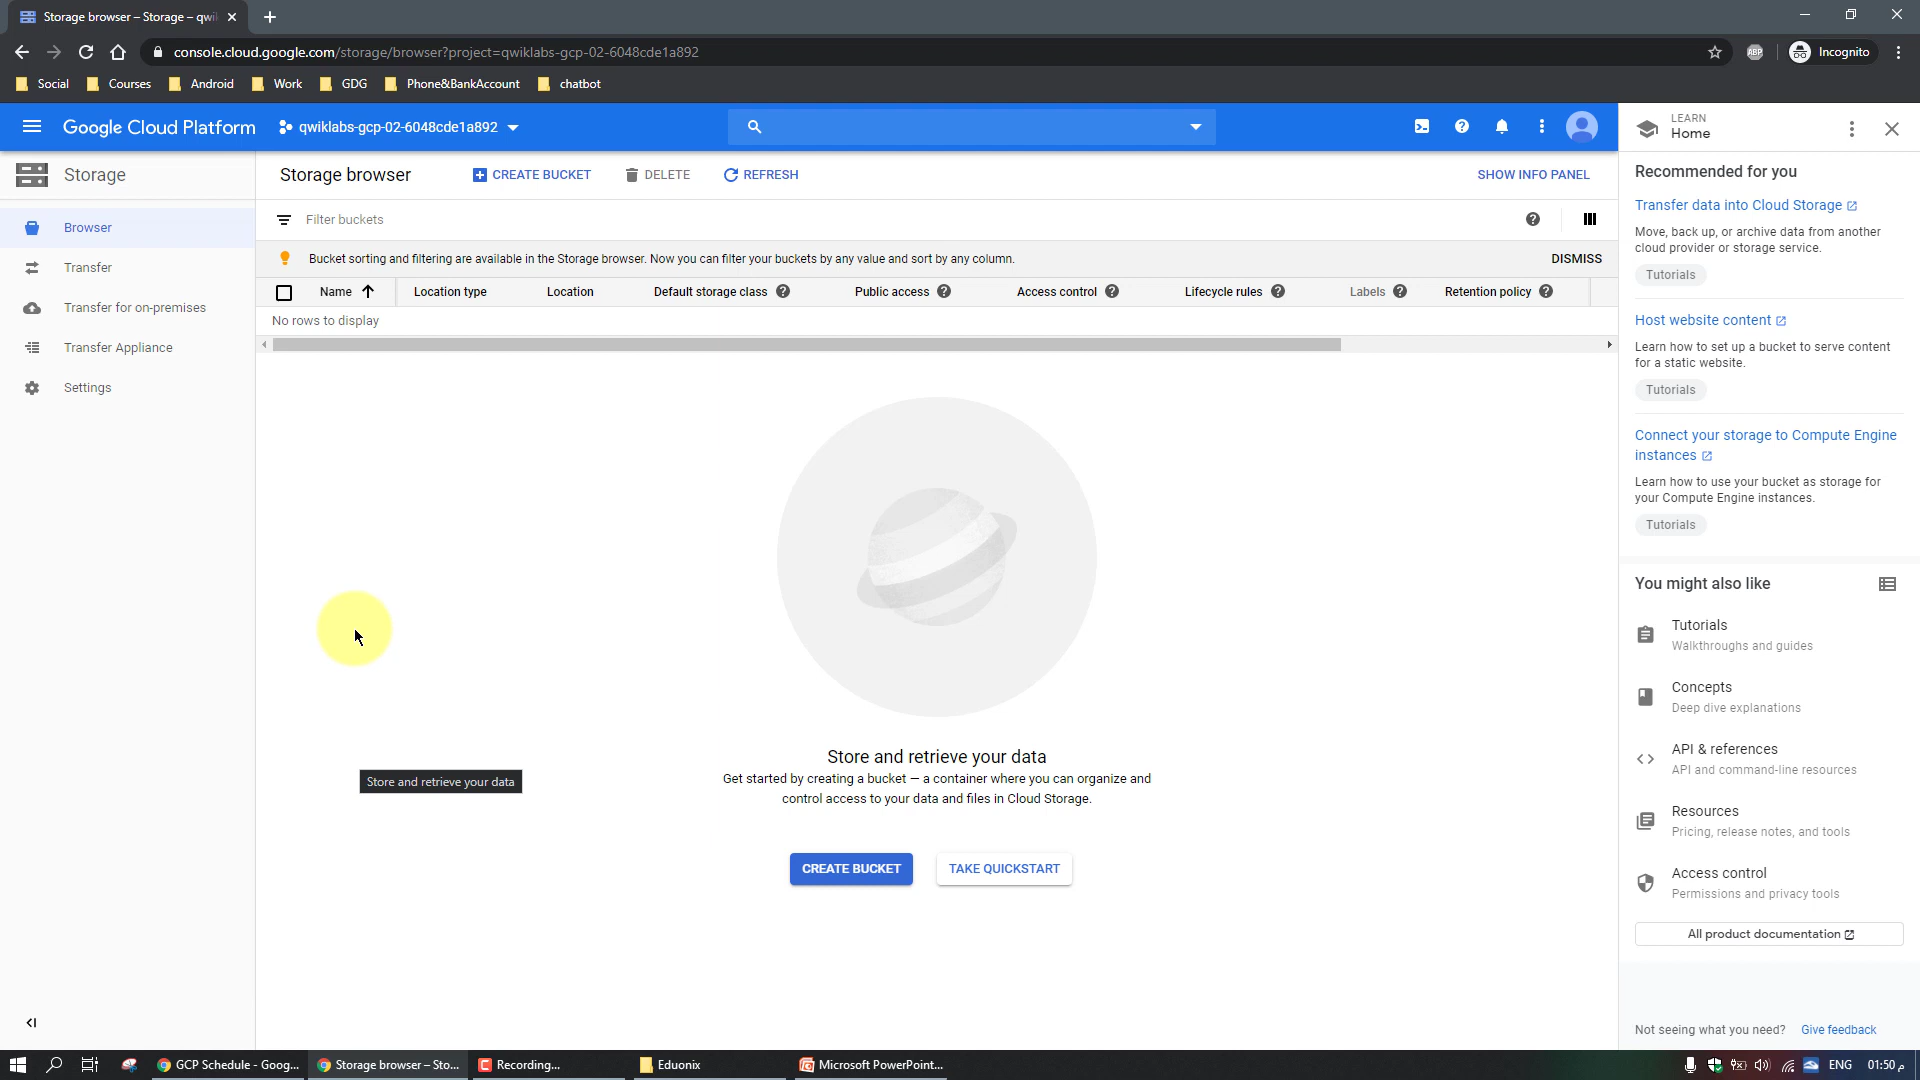 Storage browser – Storage – qwi
console.cloud.google.com/storage/browser?project=qwiklabs-gcp-02-6048cde1a892
ABP
Incognito
Social
Courses
Android
Work
GDG
Phone&BankAccount
chatbot
Google Cloud Platform
qwiklabs-gcp-02-6048cde1a892
LEARN
Home
Storage
Storage browser
CREATE BUCKET
DELETE
REFRESH
SHOW INFO PANEL
Browser
Transfer
Transfer for on-premises
Transfer Appliance
Settings
Filter buckets
Bucket sorting and filtering are available in the Storage browser. Now you can filter your buckets by any value and sort by any column.
DISMISS
Name
Location type
Location
Default storage class
Public access
Access control
Lifecycle rules
Labels
Retention policy
No rows to display
Store and retrieve your data
Get started by creating a bucket — a container where you can organize and
control access to your data and files in Cloud Storage.
Store and retrieve your data
CREATE BUCKET
TAKE QUICKSTART
Recommended for you
Transfer data into Cloud Storage
Move, back up, or archive data from another
cloud provider or storage service.
Tutorials
Host website content
Learn how to set up a bucket to serve content
for a static website.
Tutorials
Connect your storage to Compute Engine
instances
Learn how to use your bucket as storage for
your Compute Engine instances.
Tutorials
You might also like
Tutorials
Walkthroughs and guides
Concepts
Deep dive explanations
API & references
API and command-line resources
Resources
Pricing, release notes, and tools
Access control
Permissions and privacy tools
All product documentation
Not seeing what you need?
Give feedback
GCP Schedule - Goog...
Storage browser – Sto...
Recording...
Eduonix
Microsoft PowerPoint...
ENG
01:50 م